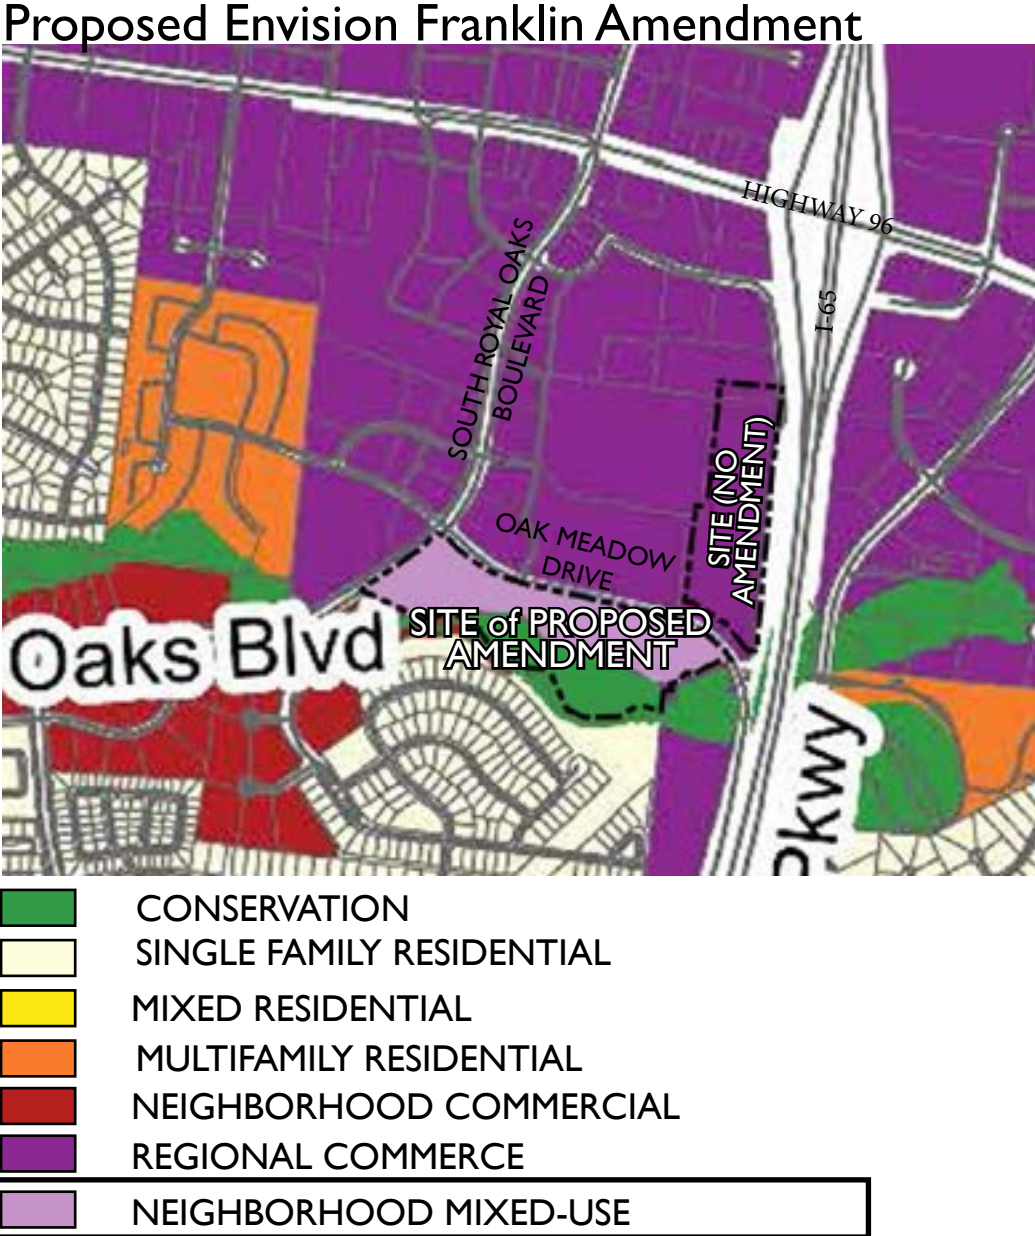 Proposed Envision Franklin Amendment
HIGHWAY 96
I-65
SOUTH ROYAL OAKS
BOULEVARD
SITE (NO
AMENDMENT)
OAK MEADOW
DRIVE
SITE of PROPOSED
AMENDMENT
Oaks Blvd
Pkwy
CONSERVATION
SINGLE FAMILY RESIDENTIAL
MIXED RESIDENTIAL
MULTIFAMILY RESIDENTIAL
NEIGHBORHOOD COMMERCIAL
REGIONAL COMMERCE
NEIGHBORHOOD MIXED-USE